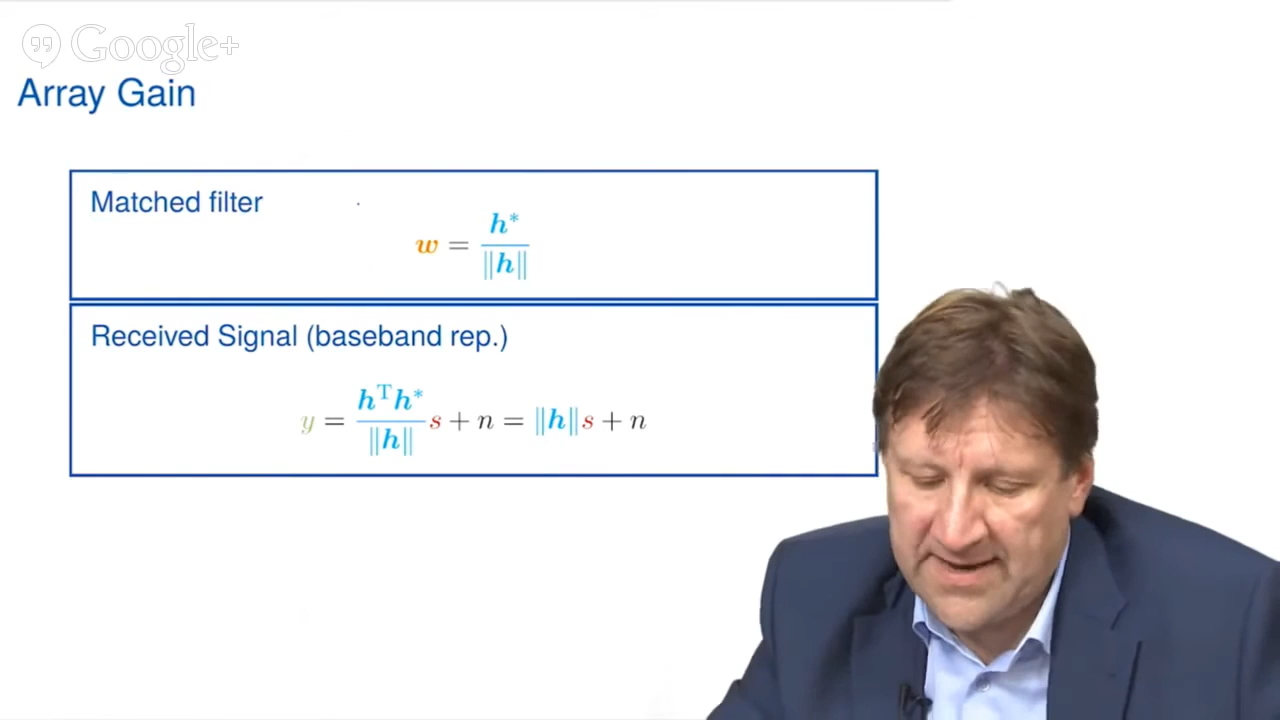 Google+
Array Gain
Matched filter
w = h* / ‖h‖
Received Signal (baseband rep.)
y = hᵀh* / ‖h‖ s + n = ‖h‖s + n